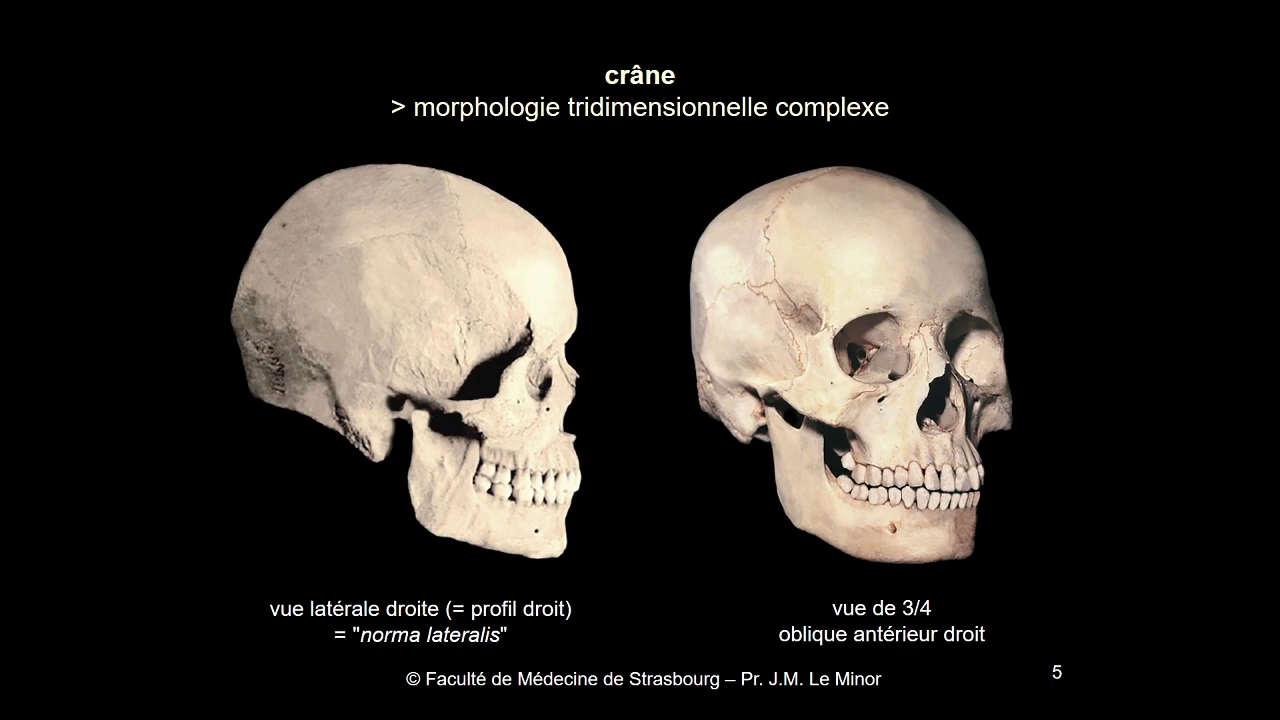 crâne
> morphologie tridimensionnelle complexe
vue latérale droite (= profil droit)
= "norma lateralis"
vue de 3/4
oblique antérieur droit
© Faculté de Médecine de Strasbourg – Pr. J.M. Le Minor
5